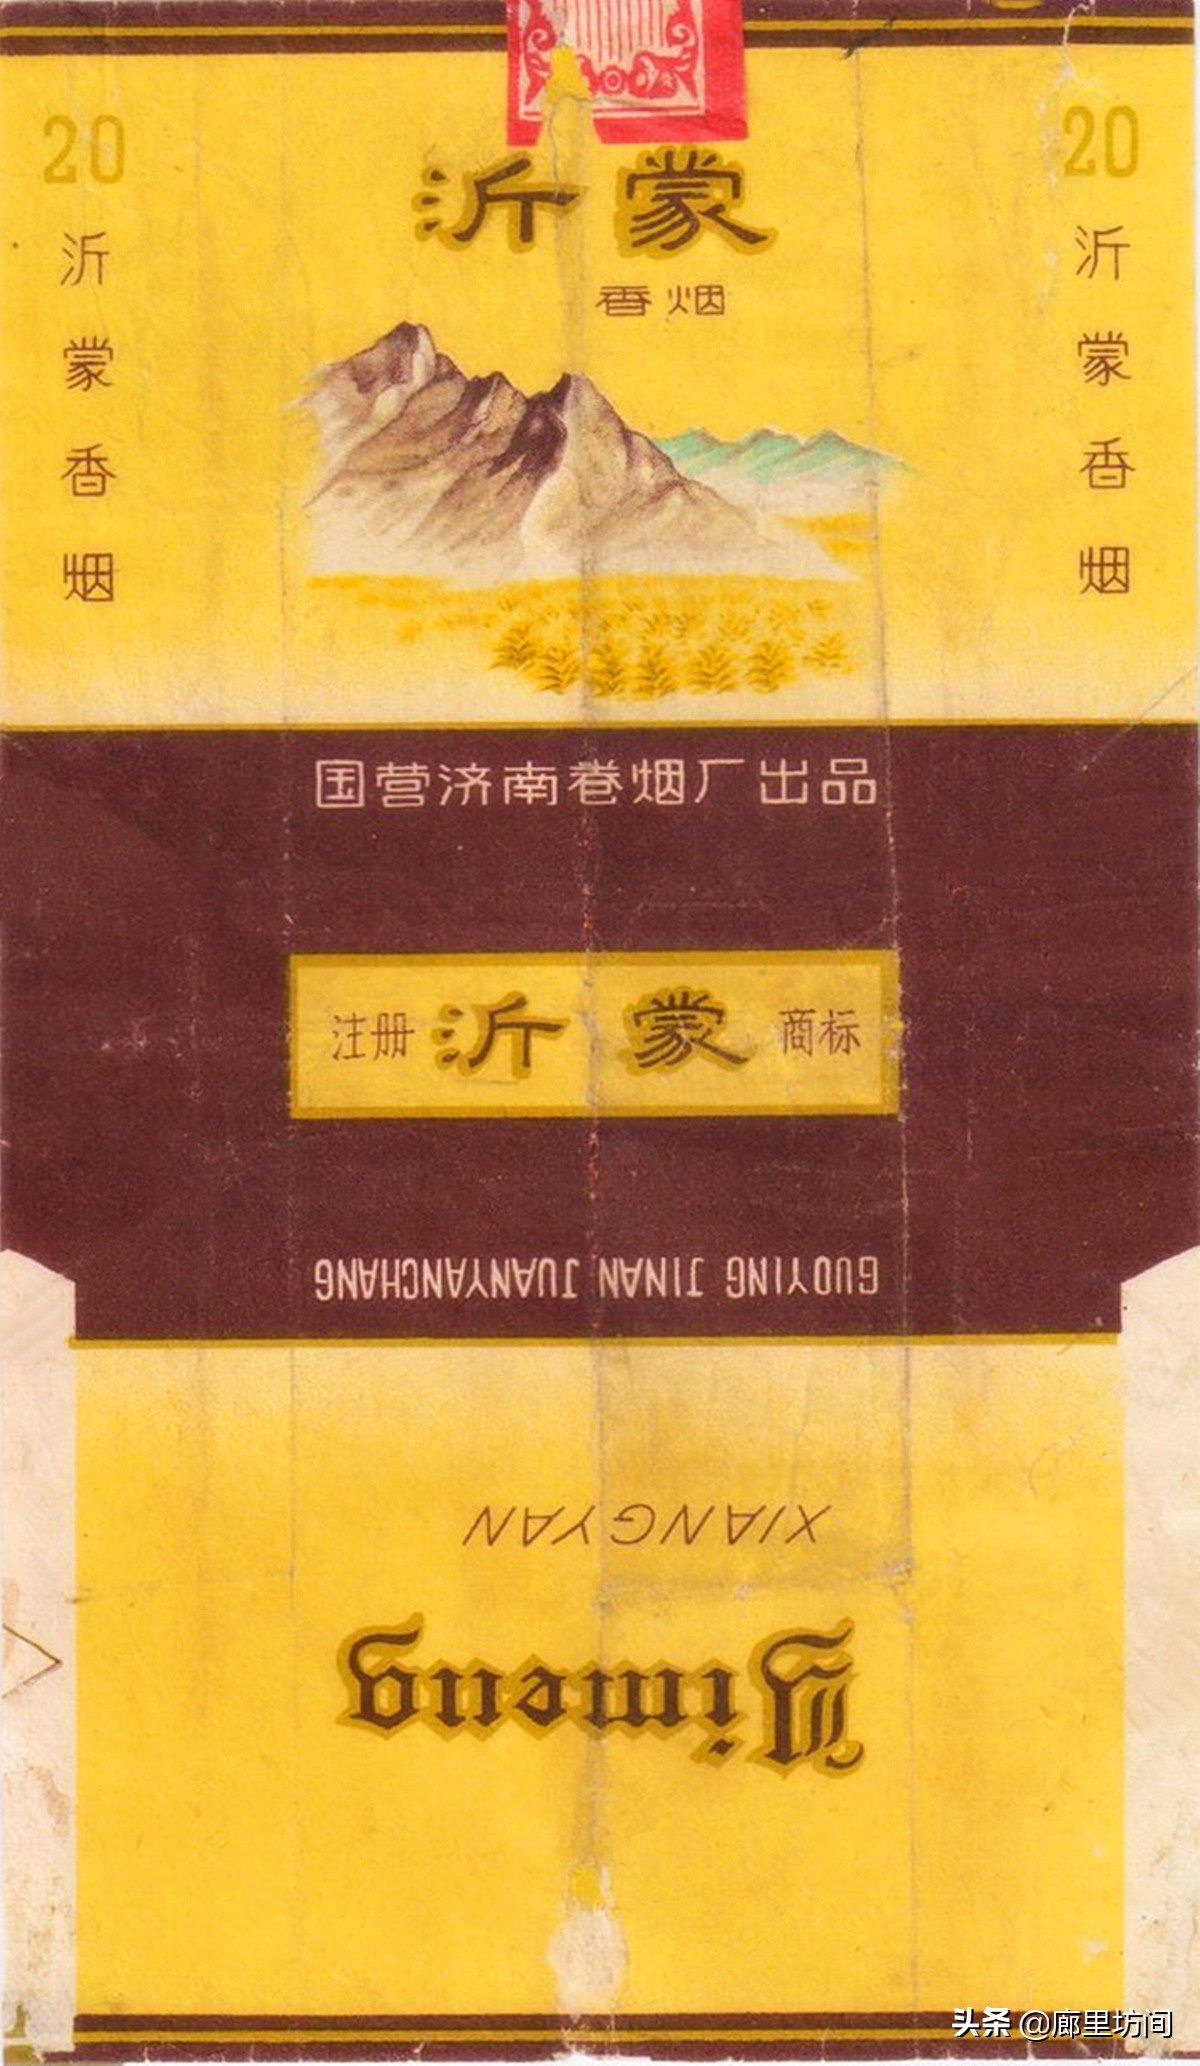 20
沂蒙香烟
沂蒙
香烟
20
沂蒙香烟
国营济南卷烟厂出品
注册 沂蒙 商标
GUOYING JINAN JUANYANCHANG
XIANGYAN
Yimeng
头条 @廊里坊间